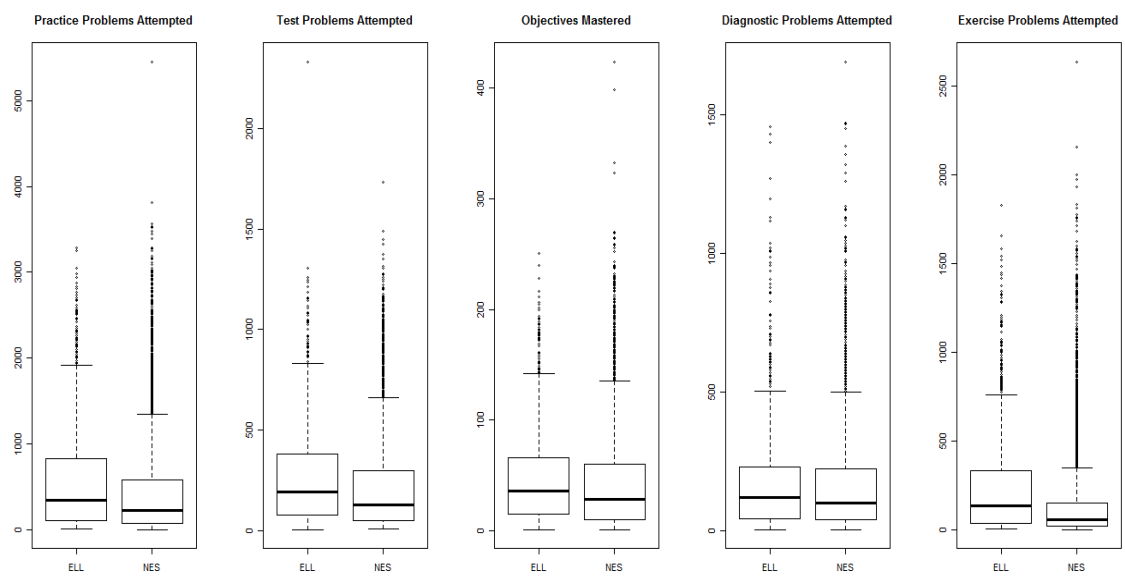 Practice Problems Attempted
5000
4000
3000
2000
1000
0
ELL NES
Test Problems Attempted
2000
1500
1000
500
0
ELL NES
Objectives Mastered
400
300
200
100
0
ELL NES
Diagnostic Problems Attempted
1500
1000
500
0
ELL NES
Exercise Problems Attempted
2500
2000
1500
1000
500
0
ELL NES